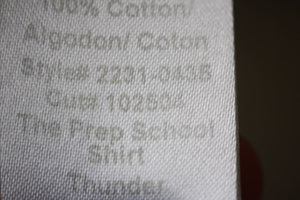 100% Cotton/
Algodon/ Coton
Style# 2231-0435
Cut# 102504
The Prep School
Shirt
Thunder